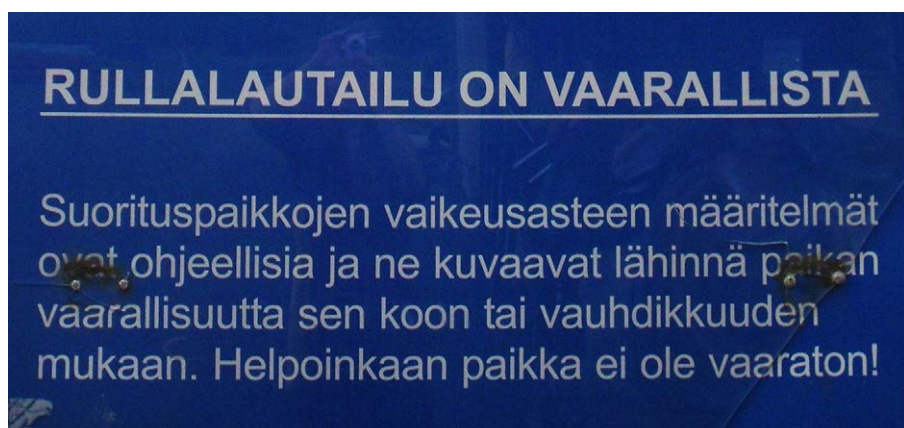 RULLALAUTAILU ON VAARALLISTA
Suorituspaikkojen vaikeusasteen määritelmät
ovat ohjeellisia ja ne kuvaavat lähinnä paikan
vaarallisuutta sen koon tai vauhdikkuuden
mukaan. Helpoinkaan paikka ei ole vaaraton!